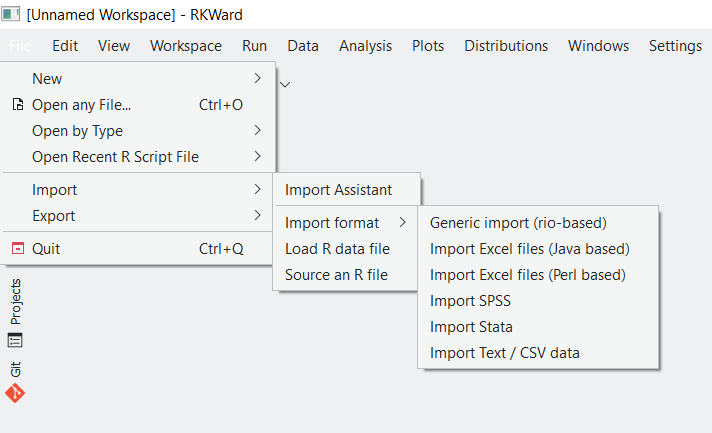 [Unnamed Workspace] - RKWard
File Edit View Workspace Run Data Analysis Plots Distributions Windows Settings
New
Open any File... Ctrl+O
Open by Type
Open Recent R Script File
Import
Export
Quit Ctrl+Q
Import Assistant
Import format
Load R data file
Source an R file
Generic import (rio-based)
Import Excel files (Java based)
Import Excel files (Perl based)
Import SPSS
Import Stata
Import Text / CSV data
Projects
Git